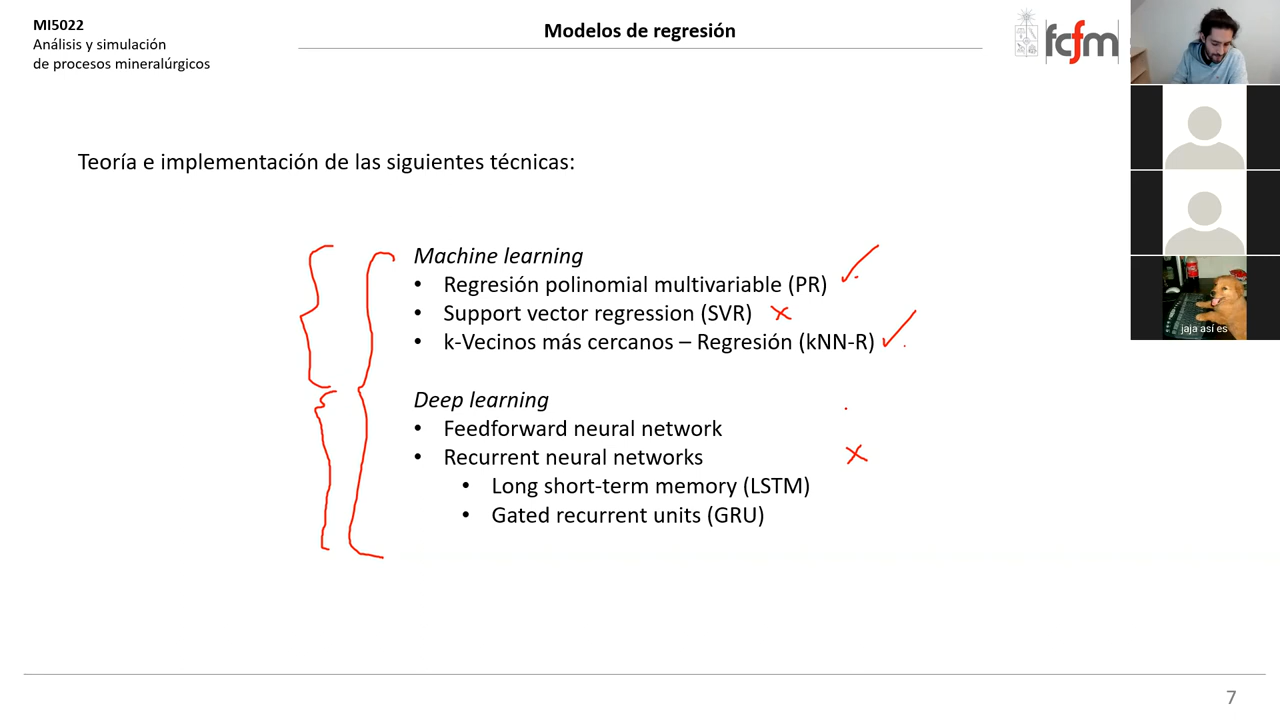 MI5022
Análisis y simulación
de procesos mineralúrgicos
Modelos de regresión
fcfm
Teoría e implementación de las siguientes técnicas:
Machine learning
• Regresión polinomial multivariable (PR)
• Support vector regression (SVR)
• k-Vecinos más cercanos – Regresión (kNN-R)
Deep learning
• Feedforward neural network
• Recurrent neural networks
• Long short-term memory (LSTM)
• Gated recurrent units (GRU)
jaja así es
7